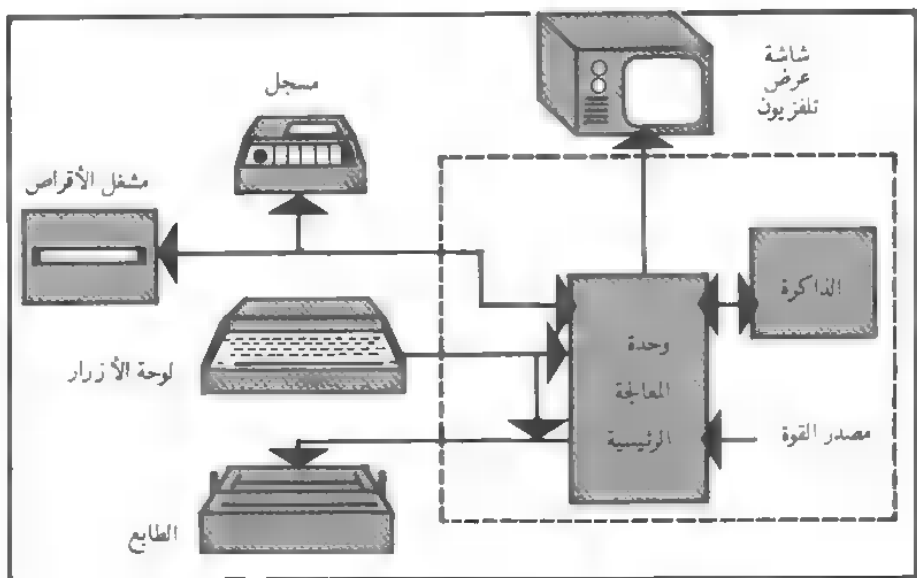 شاشة
عرض
تلفزيون
مسجل
مشغل الأقراص
الذاكرة
وحدة
المعالجة
الرئيسية
لوحة الأزرار
مصدر القوة
الطابع